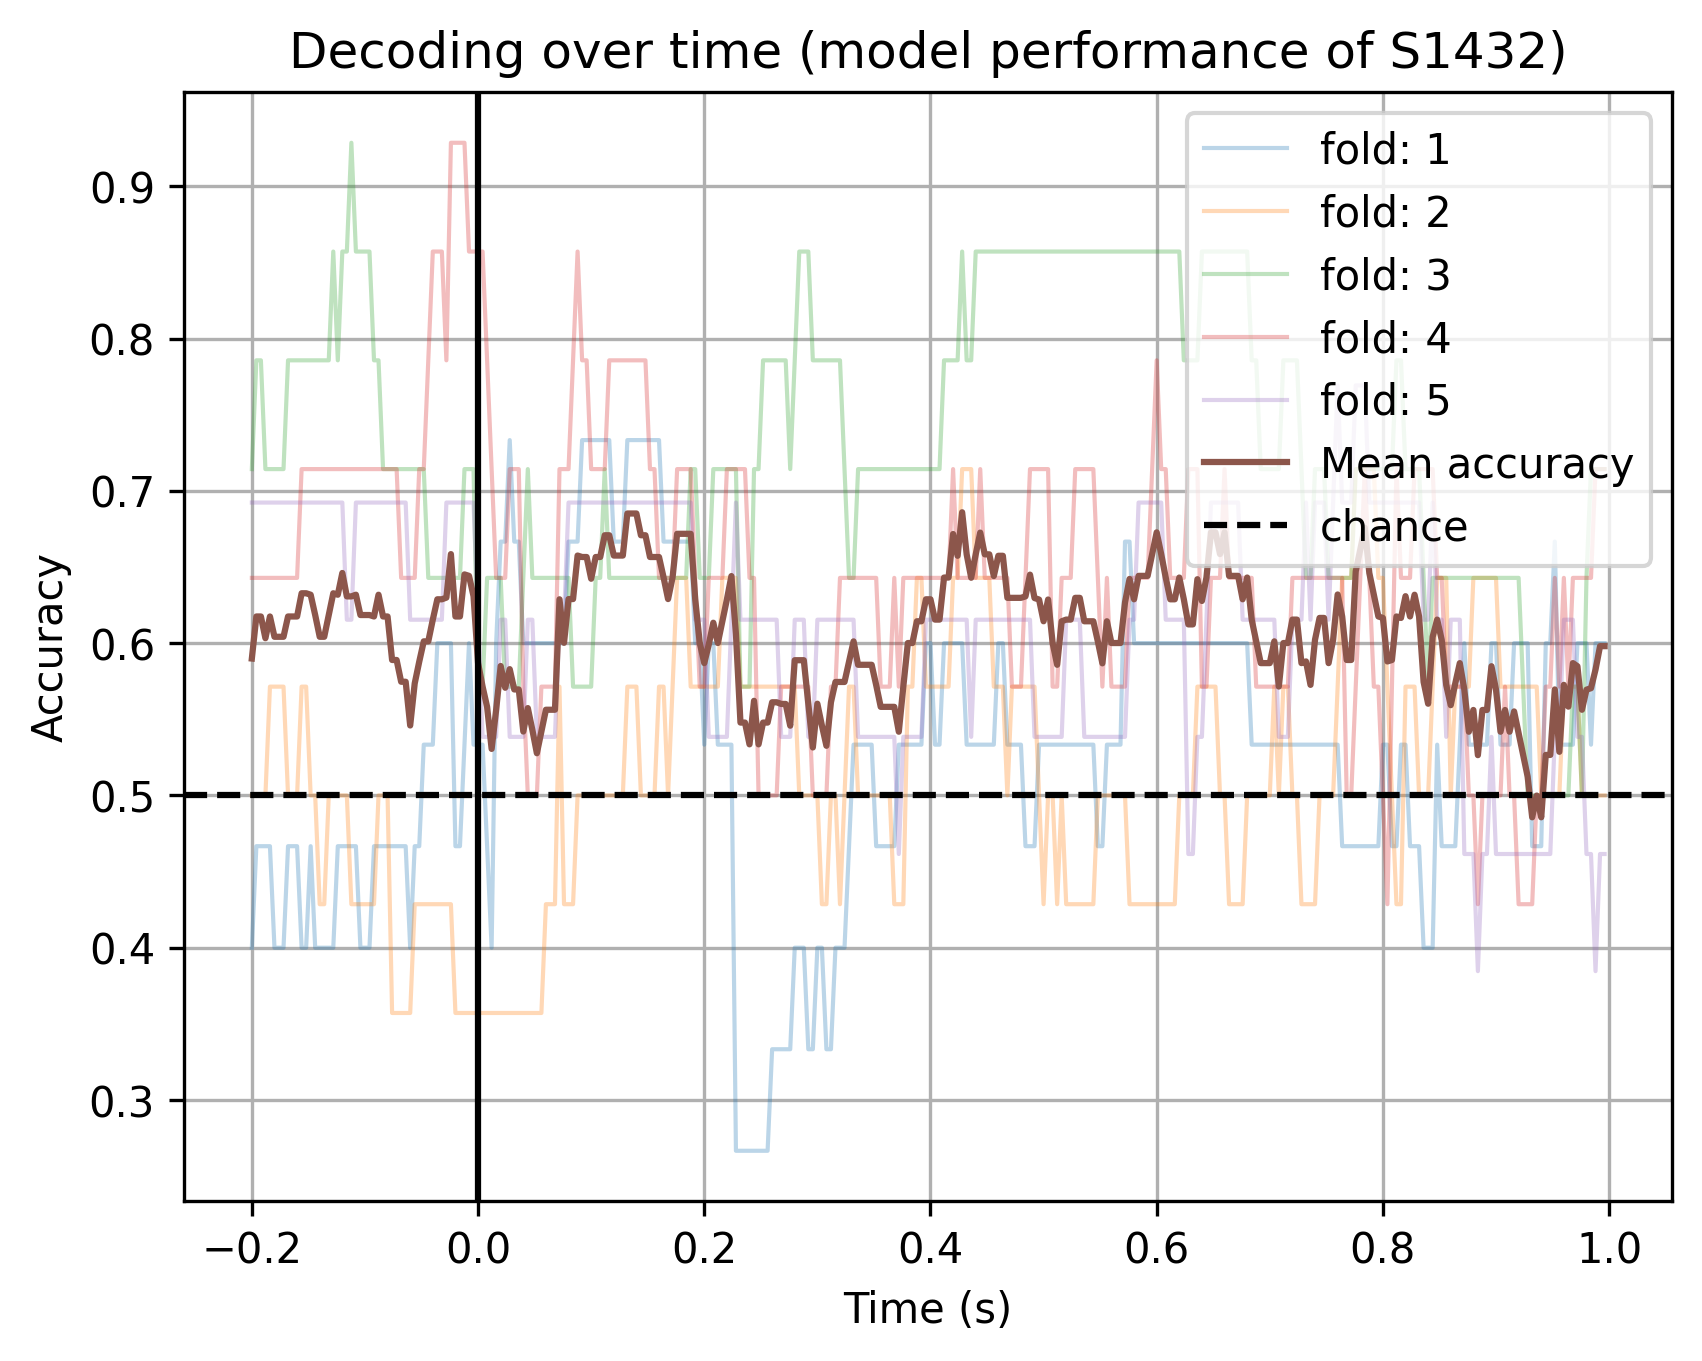 Decoding over time (model performance of S1432)
fold: 1
fold: 2
fold: 3
fold: 4
fold: 5
Mean accuracy
chance
Accuracy
0.9
0.8
0.7
0.6
0.5
0.4
0.3
−0.2 0.0 0.2 0.4 0.6 0.8 1.0
Time (s)